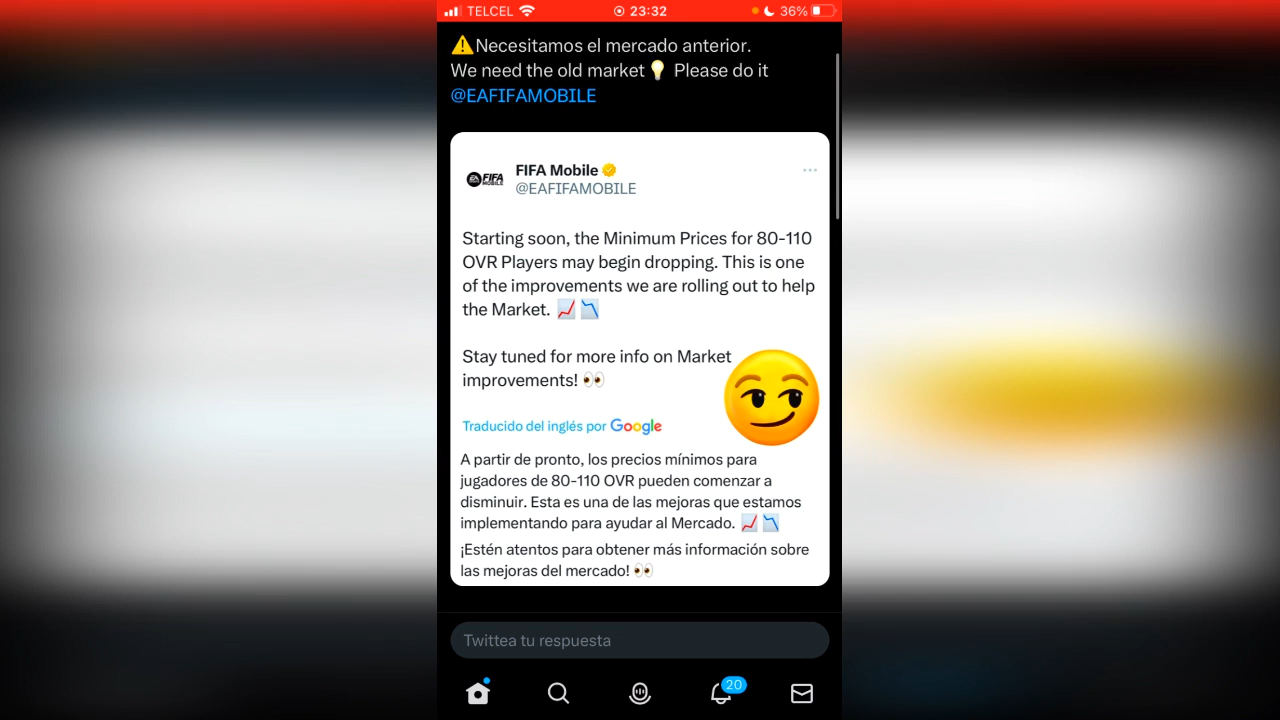 TELCEL 23:32 36%
⚠️Necesitamos el mercado anterior.
We need the old market💡 Please do it
@EAFIFAMOBILE
EA FIFA MOBILE
FIFA Mobile
@EAFIFAMOBILE
Starting soon, the Minimum Prices for 80-110
OVR Players may begin dropping. This is one
of the improvements we are rolling out to help
the Market. 📈📉
Stay tuned for more info on Market
improvements! 👀
Traducido del inglés por Google
A partir de pronto, los precios mínimos para
jugadores de 80-110 OVR pueden comenzar a
disminuir. Esta es una de las mejoras que estamos
implementando para ayudar al Mercado. 📈📉
¡Estén atentos para obtener más información sobre
las mejoras del mercado! 👀
Twittea tu respuesta
20